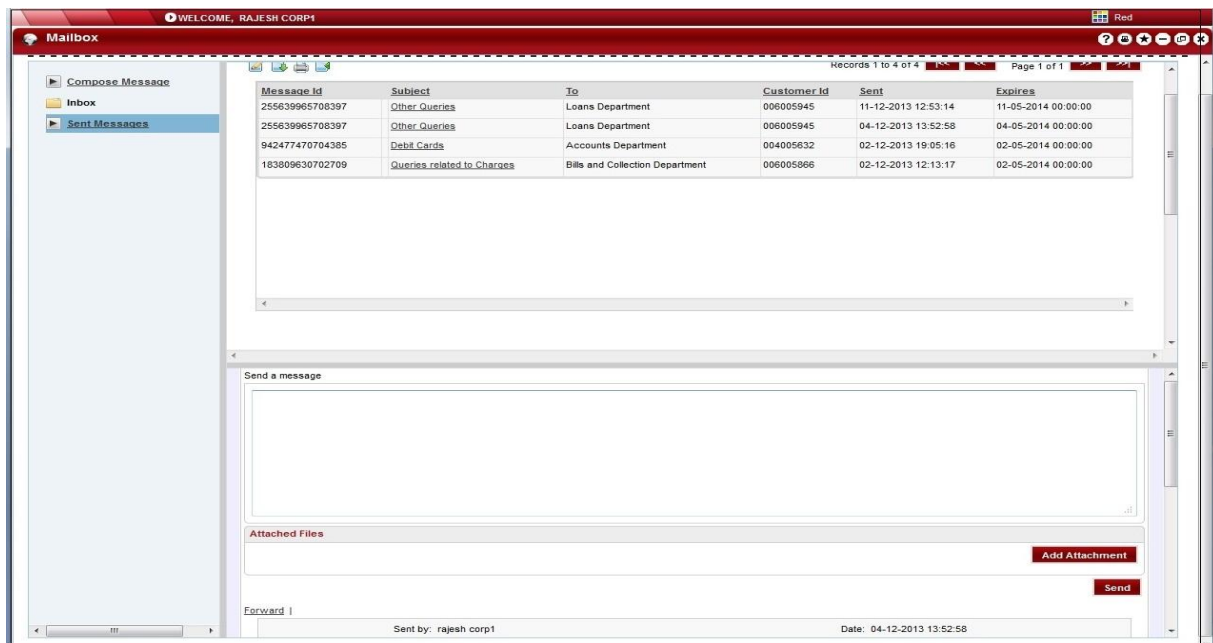 WELCOME, RAJESH CORP1 Red
Mailbox
Compose Message
Inbox
Sent Messages
Records 1 to 4 of 4 Page 1 of 1
Message Id Subject To Customer Id Sent Expires
255639965708397 Other Queries Loans Department 006005945 11-12-2013 12:53:14 11-05-2014 00:00:00
255639965708397 Other Queries Loans Department 006005945 04-12-2013 13:52:58 04-05-2014 00:00:00
942477470704385 Debit Cards Accounts Department 004005632 02-12-2013 19:05:16 02-05-2014 00:00:00
183809630702709 Queries related to Charges Bills and Collection Department 006005866 02-12-2013 12:13:17 02-05-2014 00:00:00
Send a message
Attached Files
Add Attachment
Send
Forward |
Sent by: rajesh corp1 Date: 04-12-2013 13:52:58